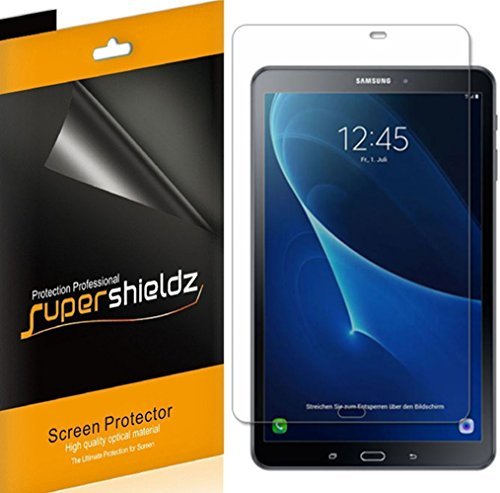 Protection Professional
Supershieldz
Screen Protector
High quality optical material
The Ultimate Protection for Screen
SAMSUNG
12:45
Fr, 1. Juli
Streichen Sie zum Entsperren über den Bildschirm